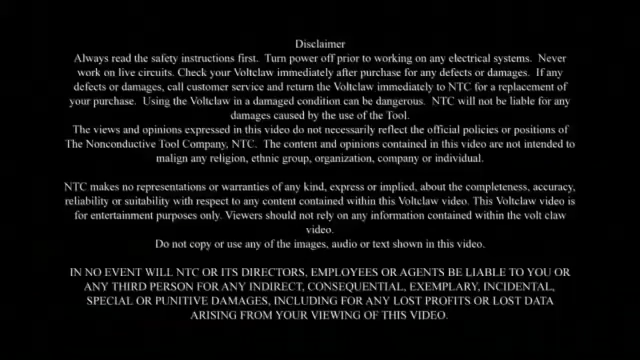 Disclaimer
Always read the safety instructions first. Turn power off prior to working on any electrical systems. Never
work on live circuits. Check your Voltclaw immediately after purchase for any defects or damages. If any
defects or damages, call customer service and return the Voltclaw immediately to NTC for a replacement of
your purchase. Using the Voltclaw in a damaged condition can be dangerous. NTC will not be liable for any
damages caused by the use of the Tool.
The views and opinions expressed in this video do not necessarily reflect the official policies or positions of
The Nonconductive Tool Company, NTC. The content and opinions contained in this video are not intended to
malign any religion, ethnic group, organization, company or individual.
NTC makes no representations or warranties of any kind, express or implied, about the completeness, accuracy,
reliability or suitability with respect to any content contained within this Voltclaw video. This Voltclaw video is
for entertainment purposes only. Viewers should not rely on any information contained within the volt claw
video.
Do not copy or use any of the images, audio or text shown in this video.
IN NO EVENT WILL NTC OR ITS DIRECTORS, EMPLOYEES OR AGENTS BE LIABLE TO YOU OR
ANY THIRD PERSON FOR ANY INDIRECT, CONSEQUENTIAL, EXEMPLARY, INCIDENTAL,
SPECIAL OR PUNITIVE DAMAGES, INCLUDING FOR ANY LOST PROFITS OR LOST DATA
ARISING FROM YOUR VIEWING OF THIS VIDEO.